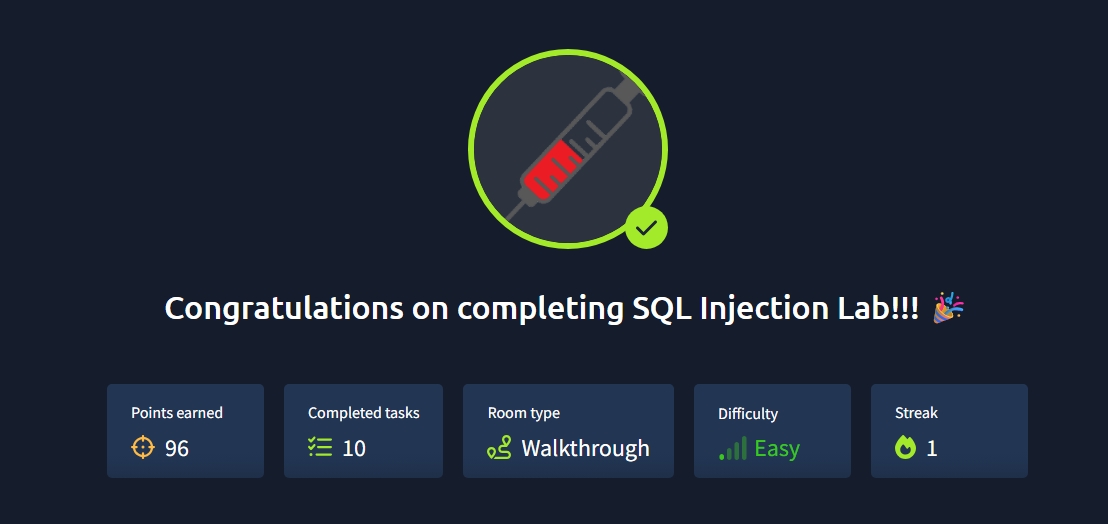 Congratulations on completing SQL Injection Lab!!! 🎉
Points earned
96
Completed tasks
10
Room type
Walkthrough
Difficulty
Easy
Streak
1